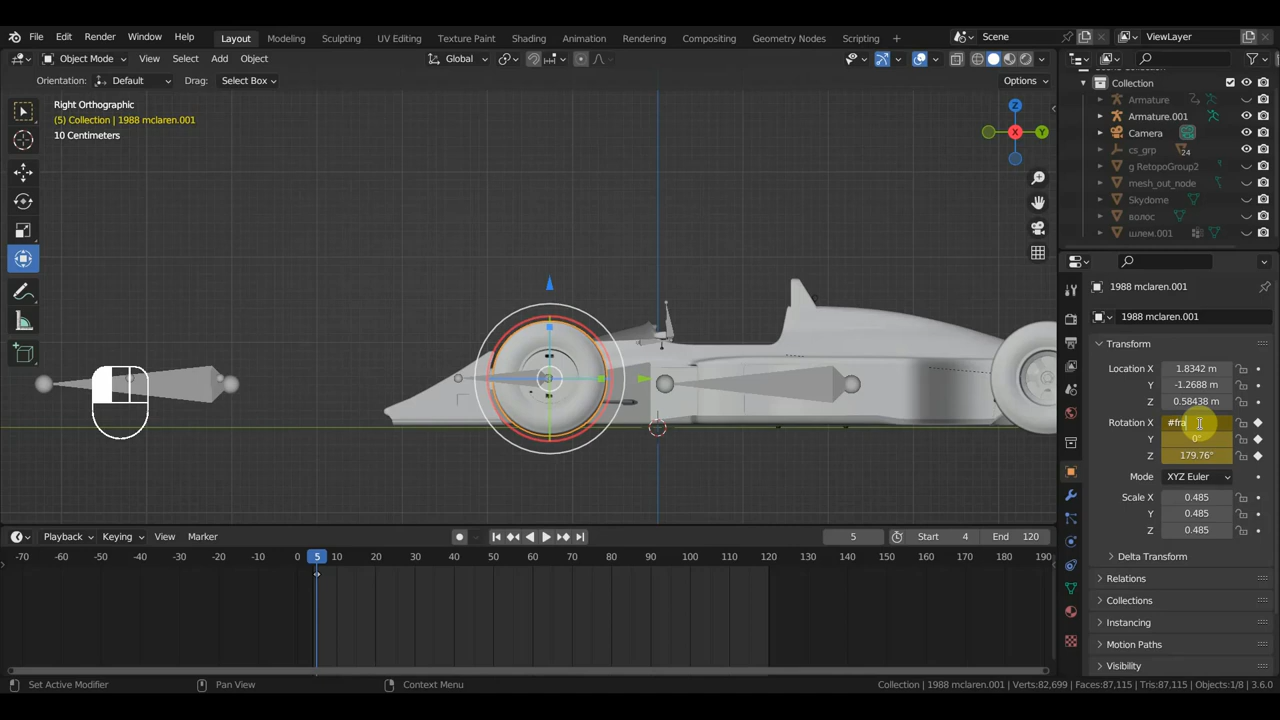 File Edit Render Window Help Layout Modeling Sculpting UV Editing Texture Paint Shading Animation Rendering Compositing Geometry Nodes Scripting + Scene ViewLayer
Object Mode View Select Add Object Global Options
Orientation: Default Drag: Select Box
Right Orthographic
(5) Collection | 1988 mclaren.001
10 Centimeters
Z
X
Y
Collection
Armature
Armature.001
Camera
cs_grp 24
g RetopoGroup2
mesh_out_node
Skydome
волос
шлем.001
1988 mclaren.001
1988 mclaren.001
Transform
Location X 1.8342 m
Y -1.2688 m
Z 0.58438 m
Rotation X #fra
Y 0°
Z 179.76°
Mode XYZ Euler
Scale X 0.485
Y 0.485
Z 0.485
Delta Transform
Relations
Collections
Instancing
Motion Paths
Visibility
Playback Keying View Marker 5 Start 4 End 120
-70 -60 -50 -40 -30 -20 -10 0 5 10 20 30 40 50 60 70 80 90 100 110 120 130 140 150 160 170 180 190
Set Active Modifier Pan View Context Menu Collection | 1988 mclaren.001 | Verts:82,699 | Faces:87,115 | Tris:87,115 | Objects:1/8 | 3.6.0